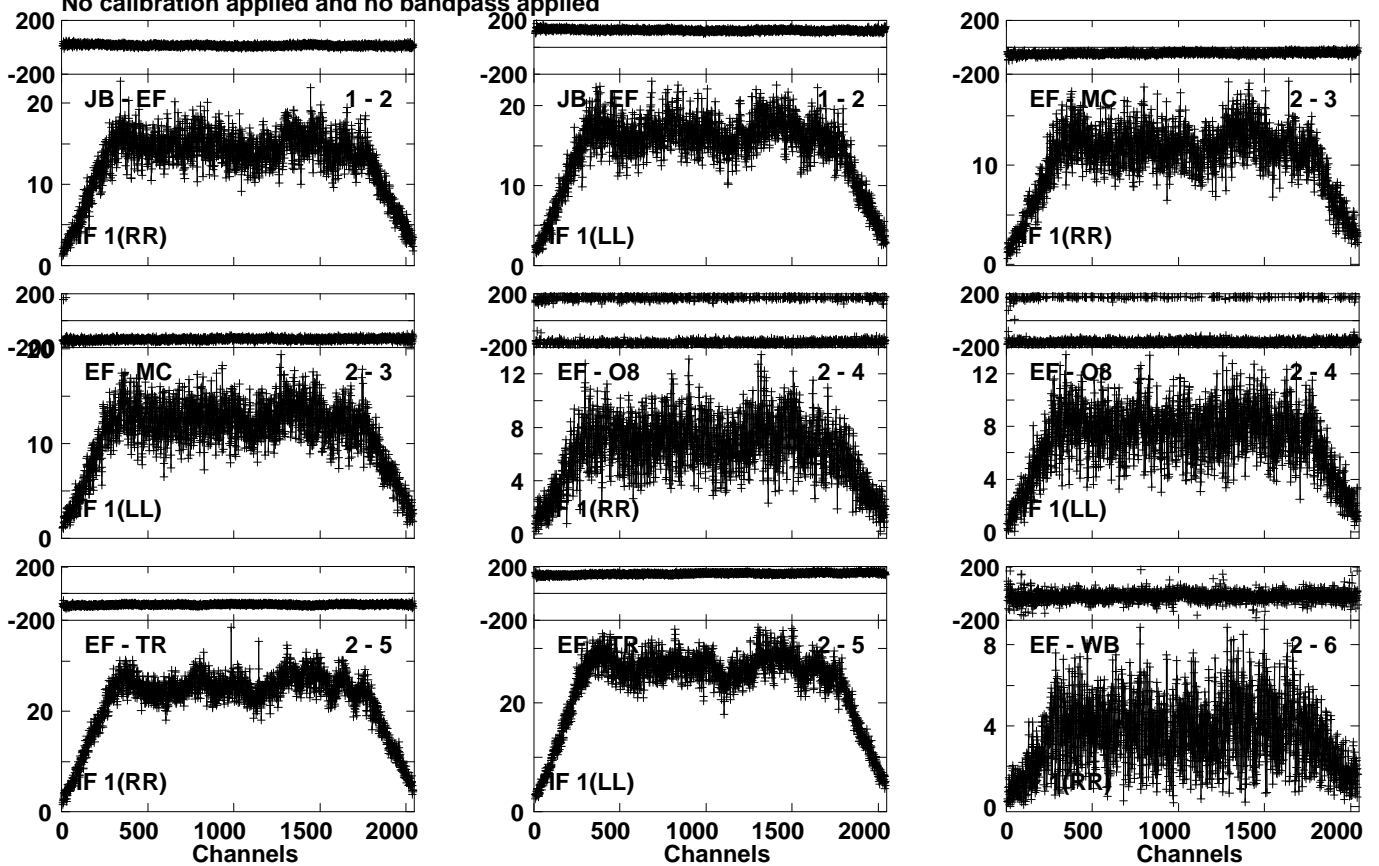 No calibration applied and no bandpass applied
200
-200
JB - EF 1 - 2
20
10
IF 1(RR)
0
200
-200
JB - EF 1 - 2
20
10
IF 1(LL)
0
200
-200
EF - MC 2 - 3
10
IF 1(RR)
0
200
-200
20
EF - MC 2 - 3
10
IF 1(LL)
0
200
-200
12
EF - O8 2 - 4
8
4
IF 1(RR)
0
200
-200
12
EF - O8 2 - 4
8
4
IF 1(LL)
0
200
-200
EF - TR 2 - 5
20
IF 1(RR)
0
0 500 1000 1500 2000
Channels
200
-200
EF - TR 2 - 5
20
IF 1(LL)
0
0 500 1000 1500 2000
Channels
200
-200
8
EF - WB 2 - 6
4
IF 1(RR)
0
0 500 1000 1500 2000
Channels